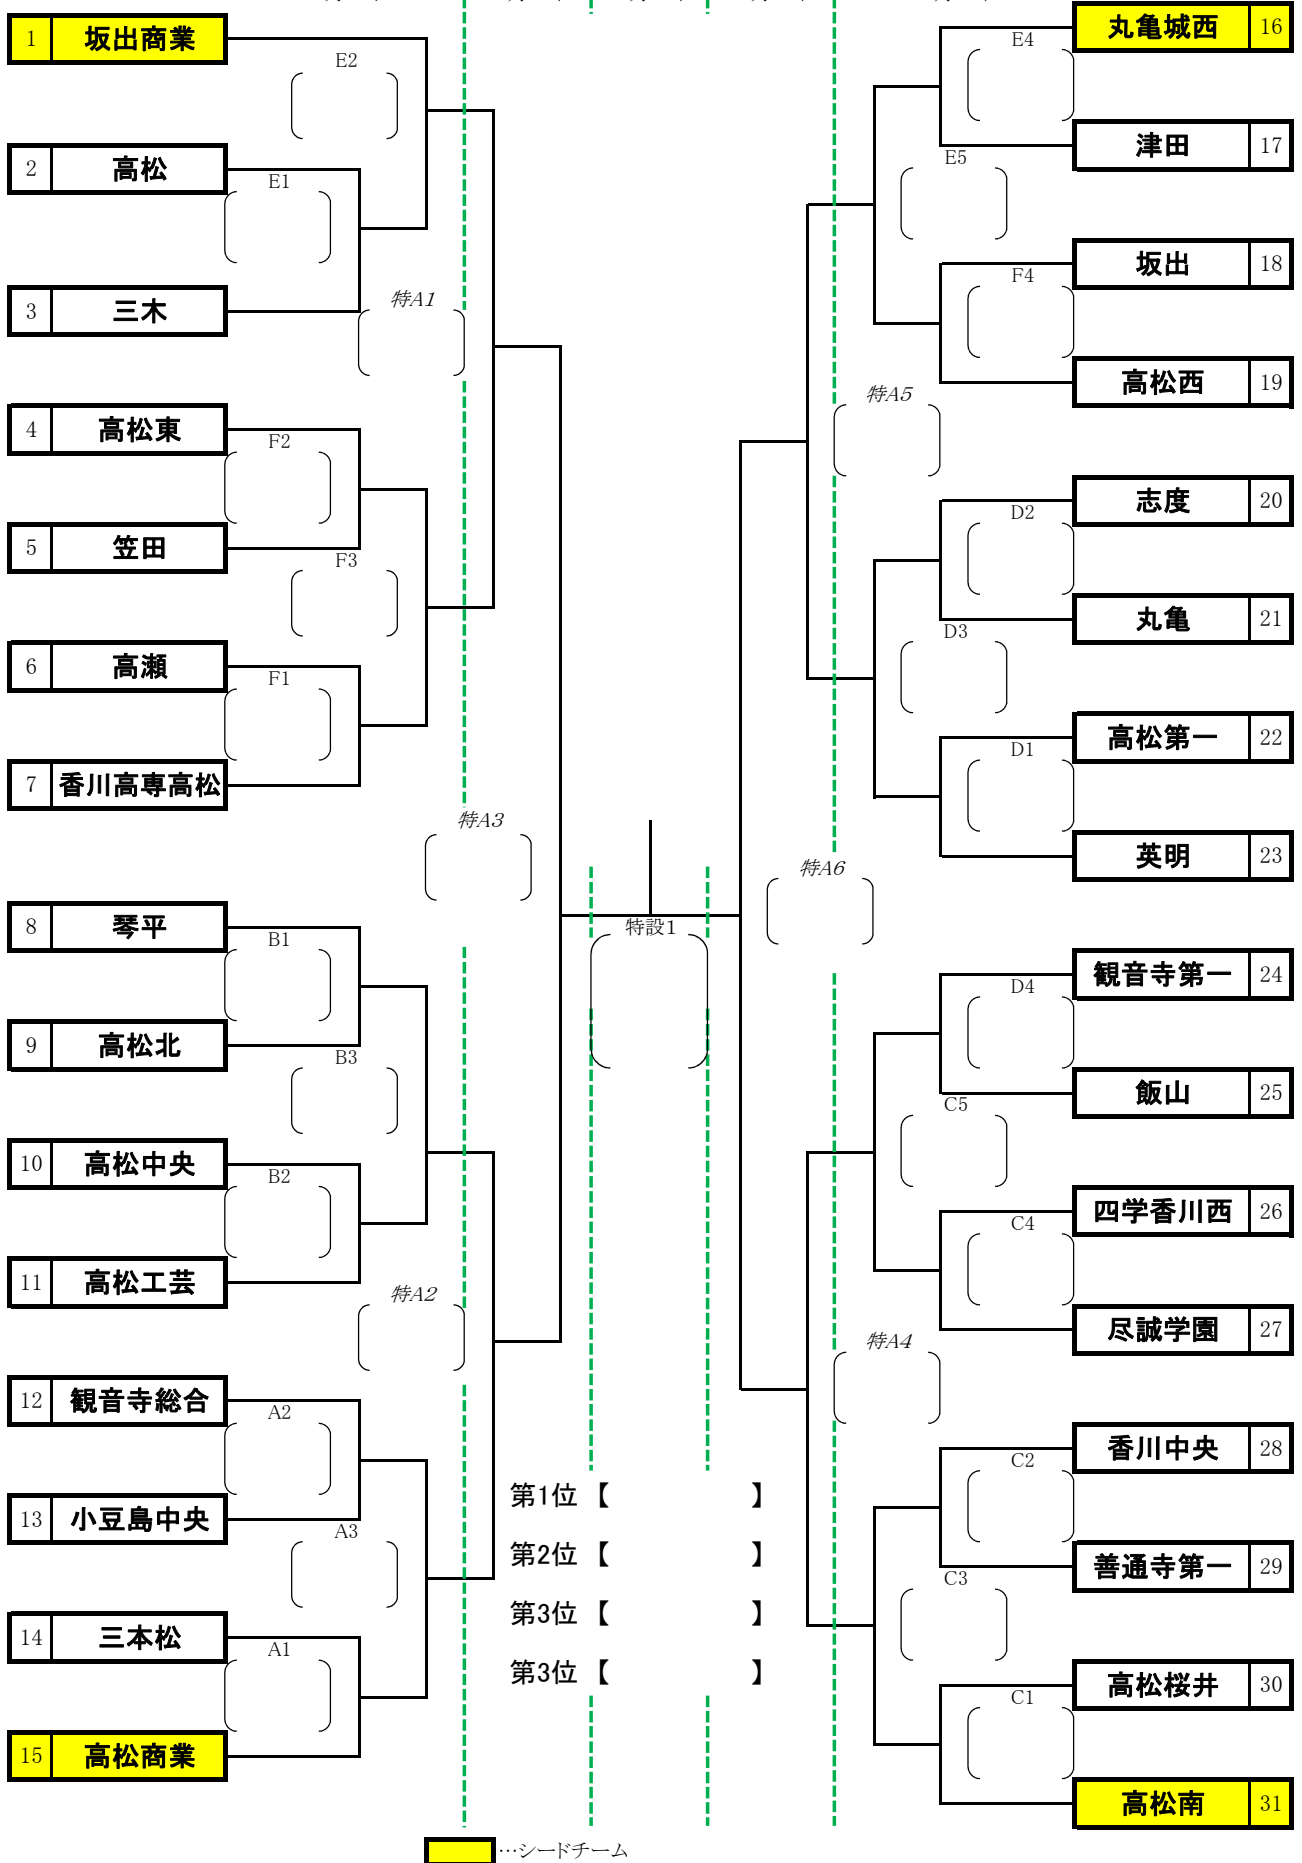 1 坂出商業
E2
2 高松
E1
3 三木
特A1
4 高松東
F2
5 笠田
F3
6 高瀬
F1
7 香川高専高松
特A3
8 琴平
B1
9 高松北
B3
10 高松中央
B2
11 高松工芸
特A2
12 観音寺総合
A2
13 小豆島中央
A3
14 三本松
A1
15 高松商業
特設1
第1位【 】
第2位【 】
第3位【 】
第3位【 】
丸亀城西 16
E4
津田 17
E5
坂出 18
F4
高松西 19
特A5
志度 20
D2
丸亀 21
D3
高松第一 22
D1
英明 23
特A6
観音寺第一 24
D4
飯山 25
C5
四学香川西 26
C4
尽誠学園 27
特A4
香川中央 28
C2
善通寺第一 29
C3
高松桜井 30
C1
高松南 31
…シードチーム